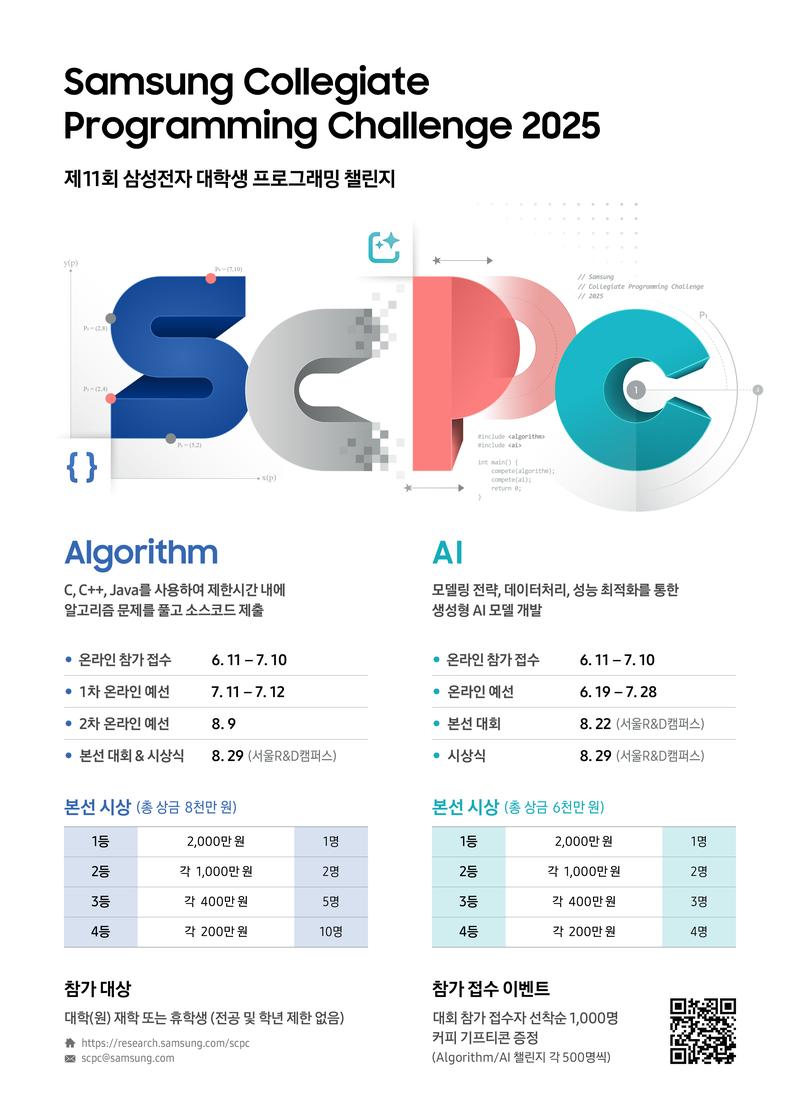 Samsung Collegiate
Programming Challenge 2025
제11회 삼성전자 대학생 프로그래밍 챌린지
y(p)
P₆ = (7,10)
P₅ = (2,8)
P₄ = (2,4)
P₃ = (5,2)
x(p)
{ }
// Samsung
// Collegiate Programming Challenge
// 2025
P₁
1
#include <algorithm>
#include <ai>
int main() {
compete(algorithm);
compete(ai);
return 0;
}
SCPC
Algorithm
C, C++, Java를 사용하여 제한시간 내에
알고리즘 문제를 풀고 소스코드 제출
• 온라인 참가 접수 6. 11 – 7. 10
• 1차 온라인 예선 7. 11 – 7. 12
• 2차 온라인 예선 8. 9
• 본선 대회 & 시상식 8. 29 (서울R&D캠퍼스)
본선 시상 (총 상금 8천만 원)
1등 2,000만 원 1명
2등 각 1,000만 원 2명
3등 각 400만 원 5명
4등 각 200만 원 10명
AI
모델링 전략, 데이터처리, 성능 최적화를 통한
생성형 AI 모델 개발
• 온라인 참가 접수 6. 11 – 7. 10
• 온라인 예선 6. 19 – 7. 28
• 본선 대회 8. 22 (서울R&D캠퍼스)
• 시상식 8. 29 (서울R&D캠퍼스)
본선 시상 (총 상금 6천만 원)
1등 2,000만 원 1명
2등 각 1,000만 원 2명
3등 각 400만 원 3명
4등 각 200만 원 4명
참가 대상
대학(원) 재학 또는 휴학생 (전공 및 학년 제한 없음)
https://research.samsung.com/scpc
scpc@samsung.com
참가 접수 이벤트
대회 참가 접수자 선착순 1,000명
커피 기프티콘 증정
(Algorithm/AI 챌린지 각 500명씩)